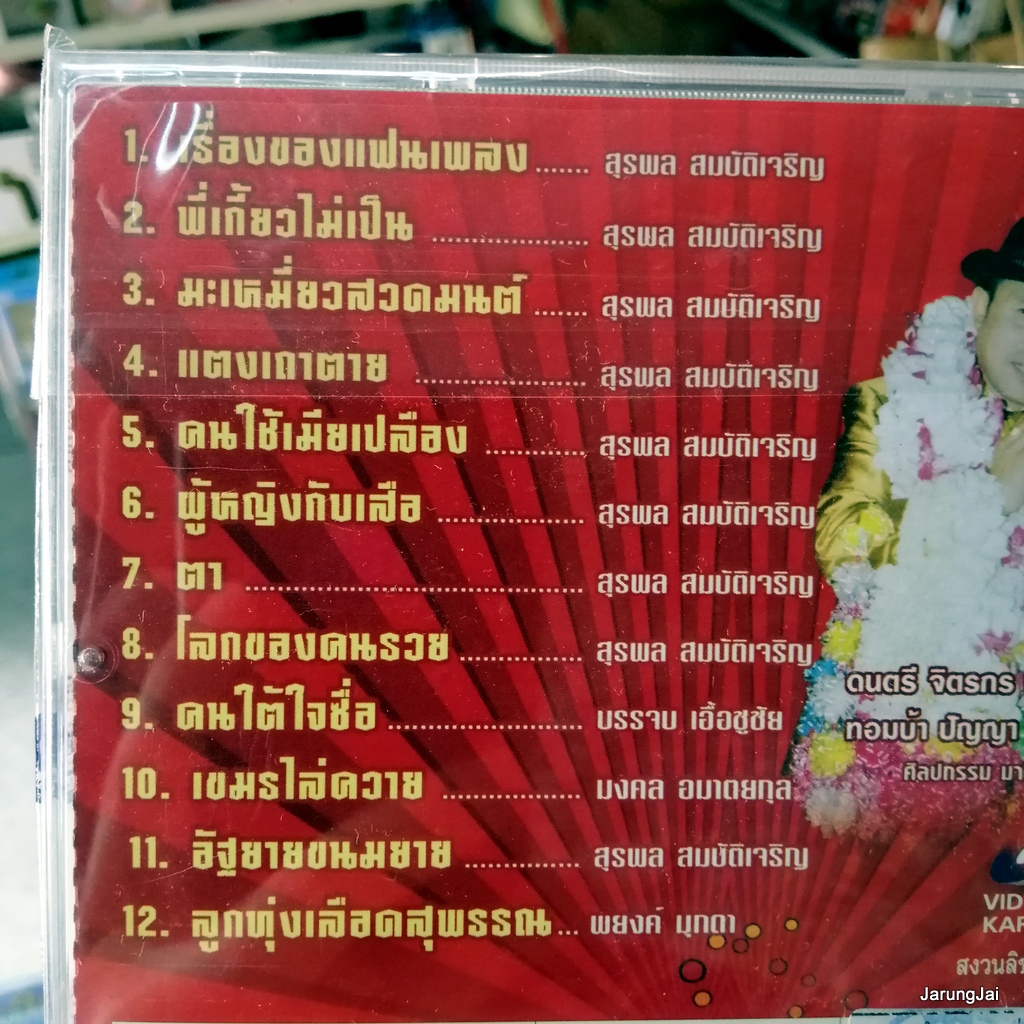 1. เรื่องของแฟนเพลง....... สุรพล สมบัติเจริญ
2. พี่เกี้ยวไม่เป็น .................... สุรพล สมบัติเจริญ
3. มะเหมี่ยวสวดมนต์ ....... สุรพล สมบัติเจริญ
4. แตงเถาตาย ...................... สุรพล สมบัติเจริญ
5. คนใช้เมียเปลือง ............. สุรพล สมบัติเจริญ
6. ผู้หญิงกับเสือ ................... สุรพล สมบัติเจริญ
7. ตา ............................................ สุรพล สมบัติเจริญ
8. โลกของคนรวย ................ สุรพล สมบัติเจริญ
9. คนใต้ใจซื่อ ......................... บรรจบ เอื้อชูชัย
10. เขมรไล่ควาย .................. มงคล อมาตยกุล
11. อัฐยายขนมยาย ............... สุรพล สมบัติเจริญ
12. ลูกทุ่งเลือดสุพรรณ... พยงค์ มุกดา
ดนตรี จิตรกร
ทอมบ้า ปัญญา
ศิลปกรรม
VID
KAR
JarungJai